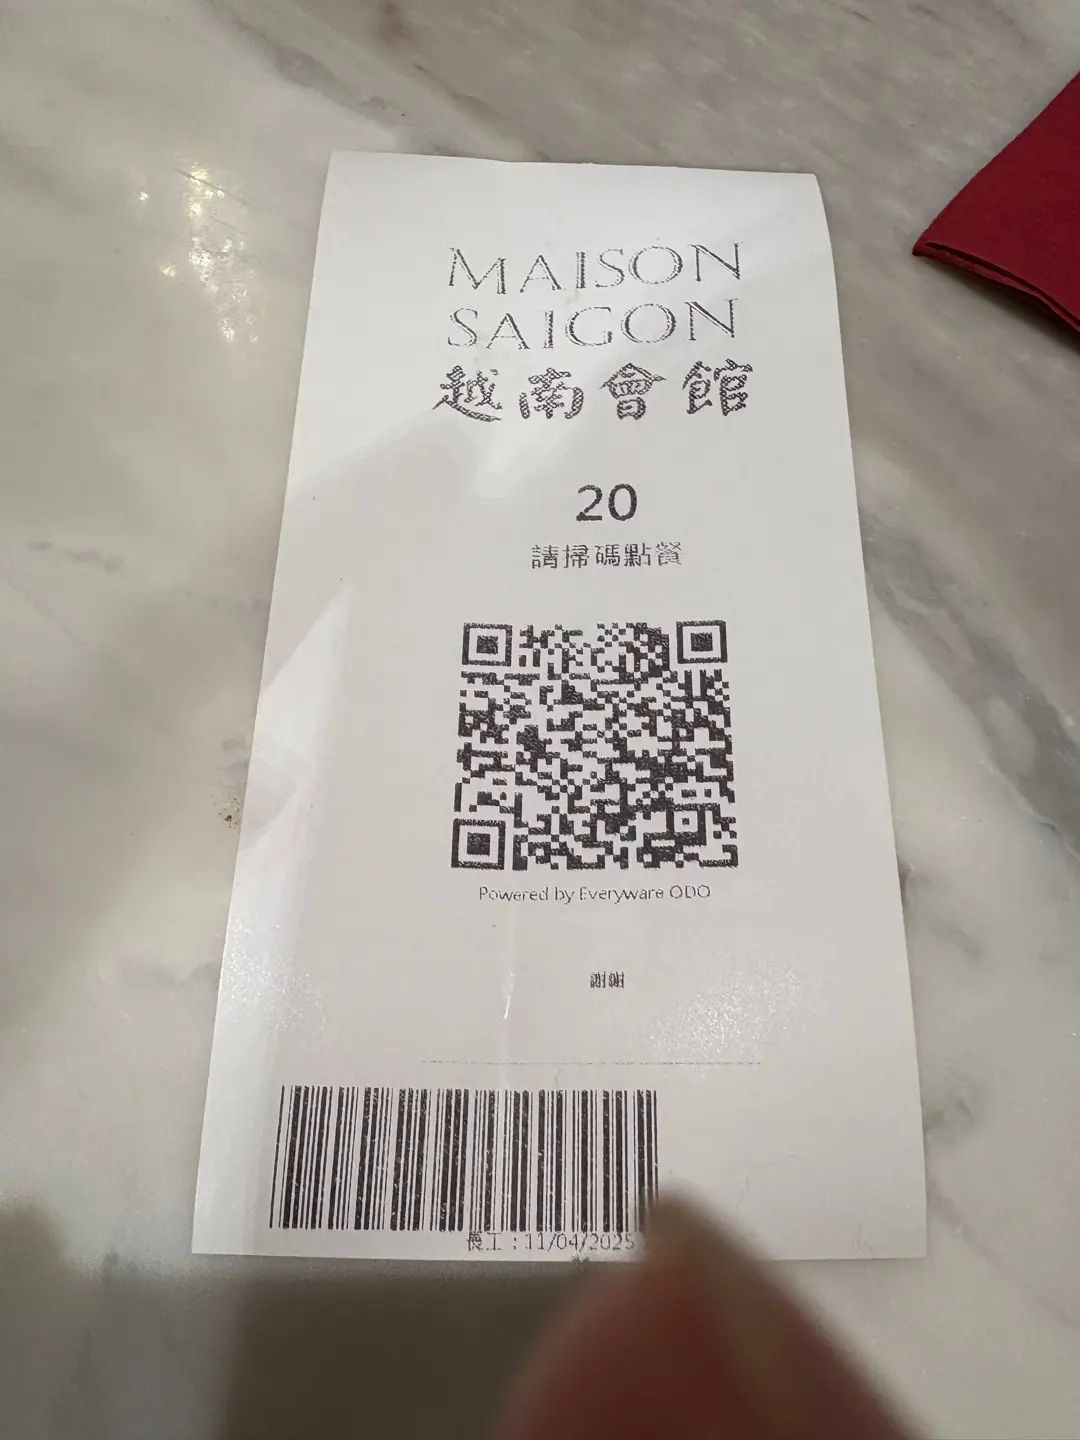 MAISON
SAIGON
越南會館
20
請掃碼點餐
Powered by Everyware ODO
謝謝
員工：11/04/2025